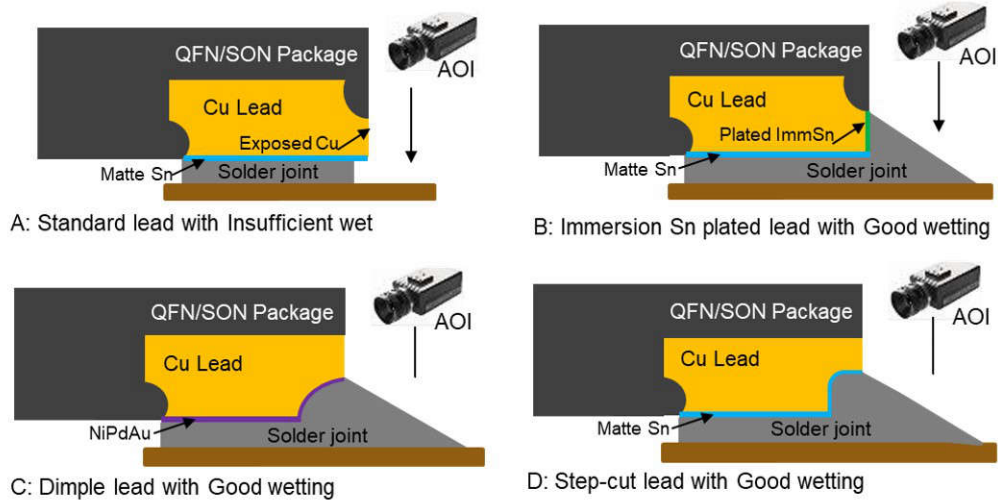 QFN/SON Package
AOI
Cu Lead
Exposed Cu
Matte Sn
Solder joint
A: Standard lead with Insufficient wet
QFN/SON Package
AOI
Cu Lead
Plated ImmSn
Matte Sn
Solder joint
B: Immersion Sn plated lead with Good wetting
QFN/SON Package
AOI
Cu Lead
NiPdAu
Solder joint
C: Dimple lead with Good wetting
QFN/SON Package
AOI
Cu Lead
Matte Sn
Solder joint
D: Step-cut lead with Good wetting